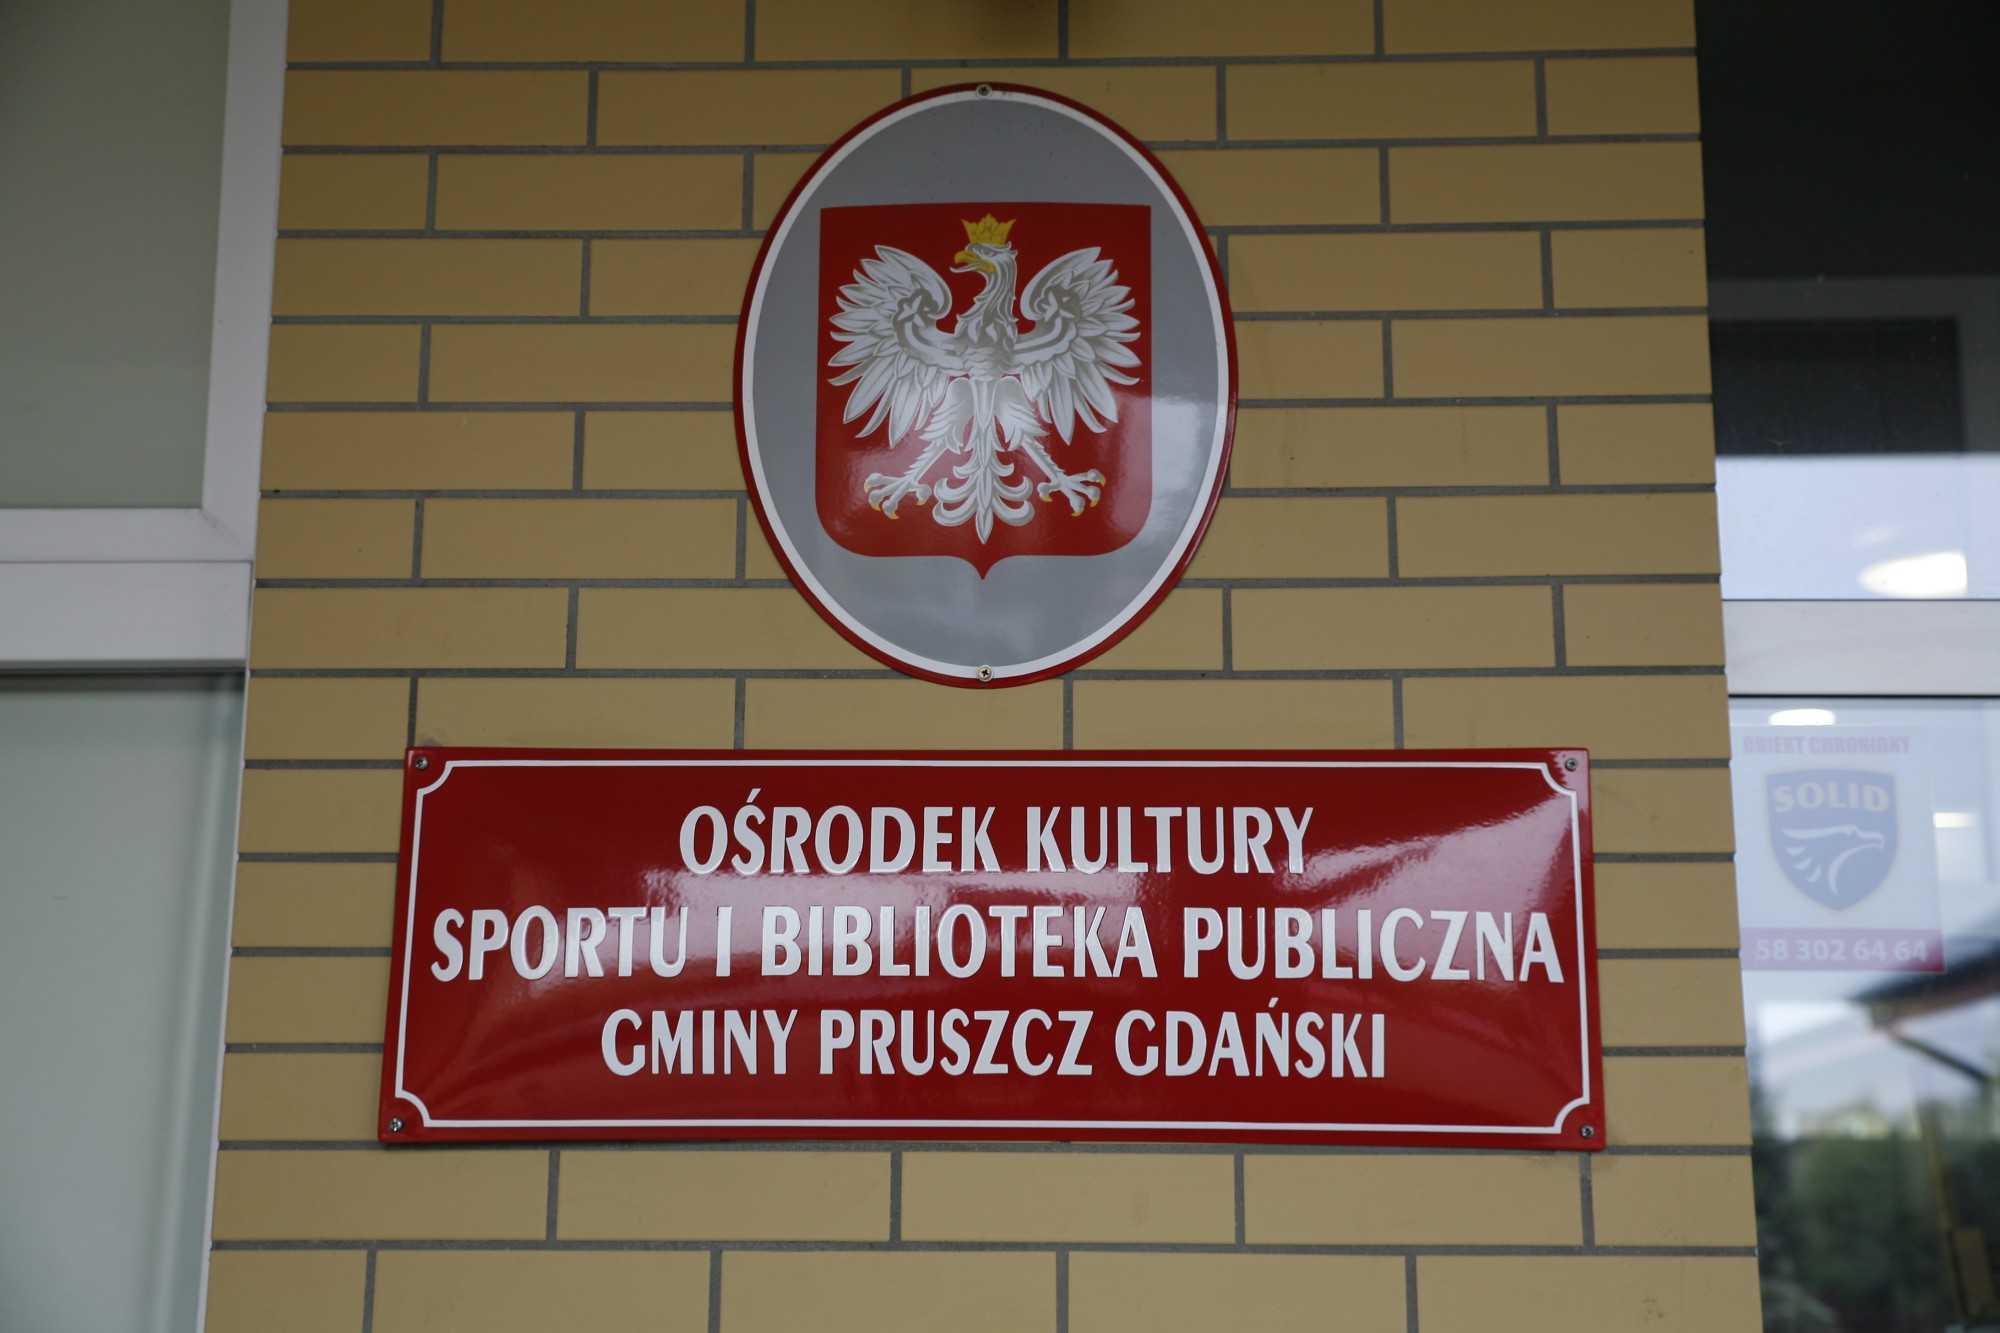 OŚRODEK KULTURY
SPORTU I BIBLIOTEKA PUBLICZNA
GMINY PRUSZCZ GDAŃSKI
OBIEKT CHRONIONY
SOLID
58 302 64 64